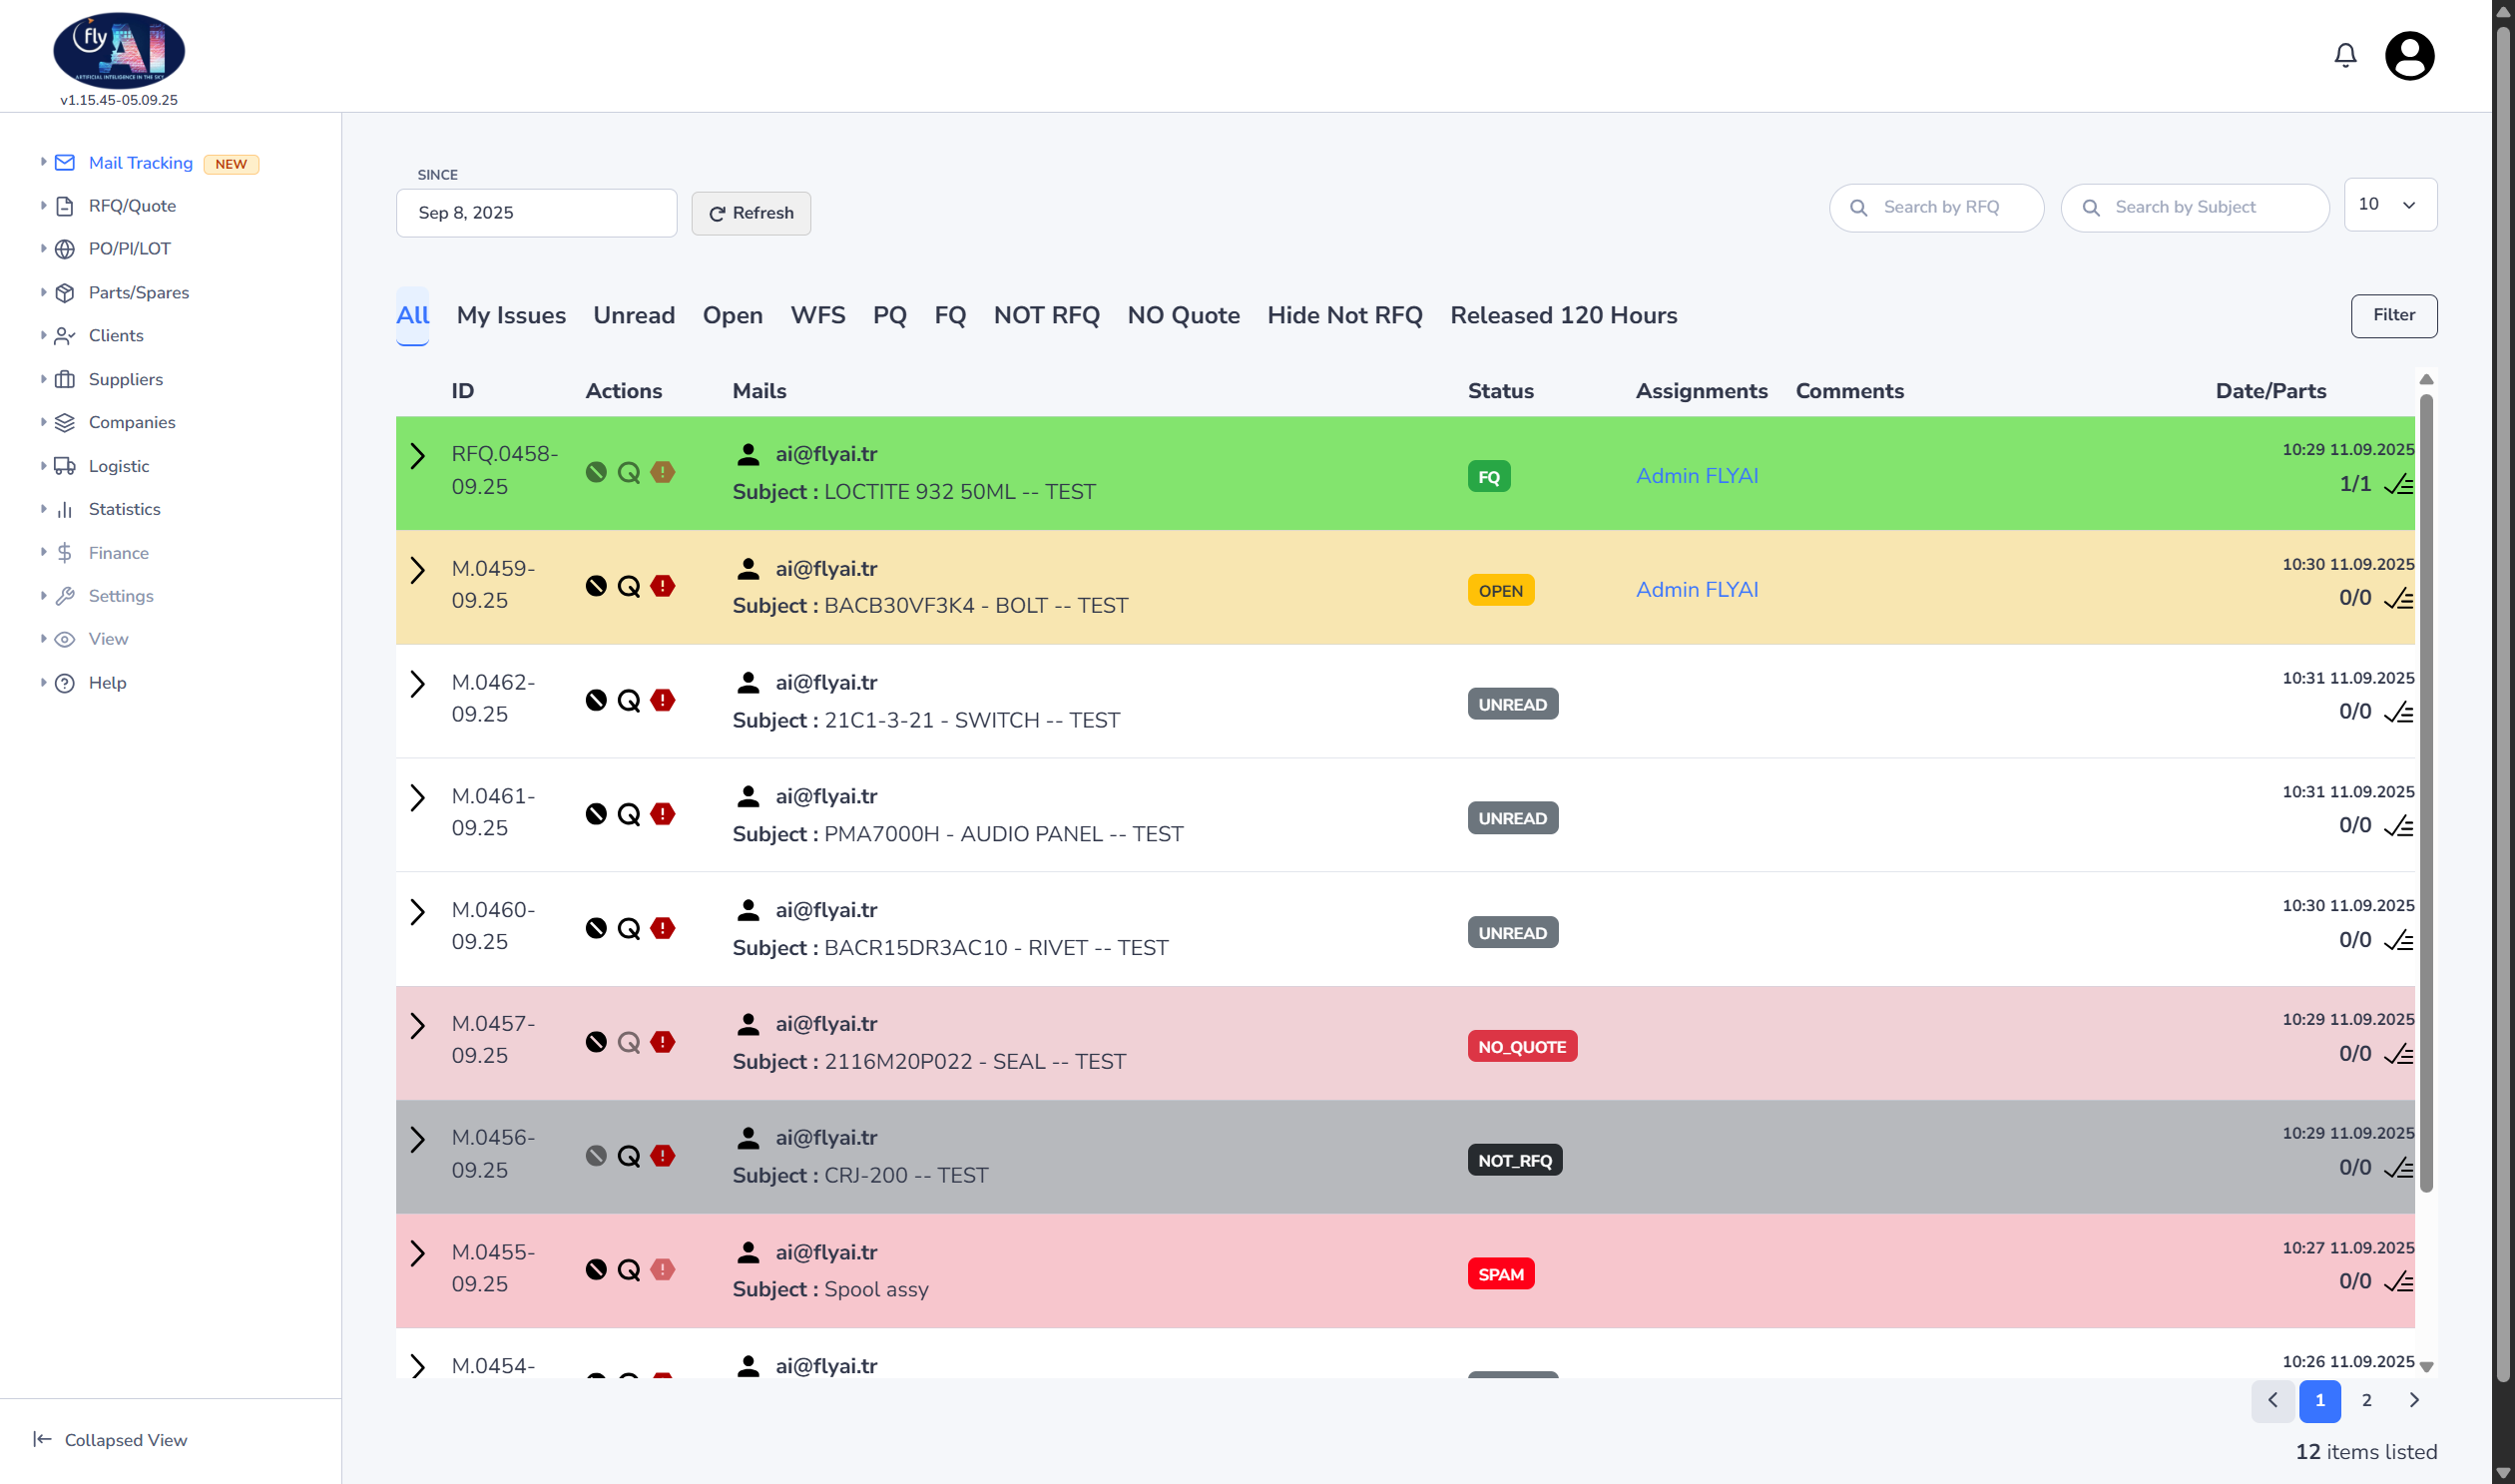 fly AI
ARTIFICIAL INTELIGENCE IN THE SKY
v1.15.45-05.09.25
Mail Tracking NEW
RFQ/Quote
PO/PI/LOT
Parts/Spares
Clients
Suppliers
Companies
Logistic
Statistics
Finance
Settings
View
Help
Collapsed View
SINCE
Sep 8, 2025 Refresh Search by RFQ Search by Subject 10
All My Issues Unread Open WFS PQ FQ NOT RFQ NO Quote Hide Not RFQ Released 120 Hours Filter
ID Actions Mails Status Assignments Comments Date/Parts
RFQ.0458- ai@flyai.tr 10:29 11.09.2025
09.25 Subject : LOCTITE 932 50ML -- TEST FQ Admin FLYAI 1/1
M.0459- ai@flyai.tr 10:30 11.09.2025
09.25 Subject : BACB30VF3K4 - BOLT -- TEST OPEN Admin FLYAI 0/0
M.0462- ai@flyai.tr 10:31 11.09.2025
09.25 Subject : 21C1-3-21 - SWITCH -- TEST UNREAD 0/0
M.0461- ai@flyai.tr 10:31 11.09.2025
09.25 Subject : PMA7000H - AUDIO PANEL -- TEST UNREAD 0/0
M.0460- ai@flyai.tr 10:30 11.09.2025
09.25 Subject : BACR15DR3AC10 - RIVET -- TEST UNREAD 0/0
M.0457- ai@flyai.tr 10:29 11.09.2025
09.25 Subject : 2116M20P022 - SEAL -- TEST NO_QUOTE 0/0
M.0456- ai@flyai.tr 10:29 11.09.2025
09.25 Subject : CRJ-200 -- TEST NOT_RFQ 0/0
M.0455- ai@flyai.tr 10:27 11.09.2025
09.25 Subject : Spool assy SPAM 0/0
M.0454- ai@flyai.tr 10:26 11.09.2025
1 2
12 items listed